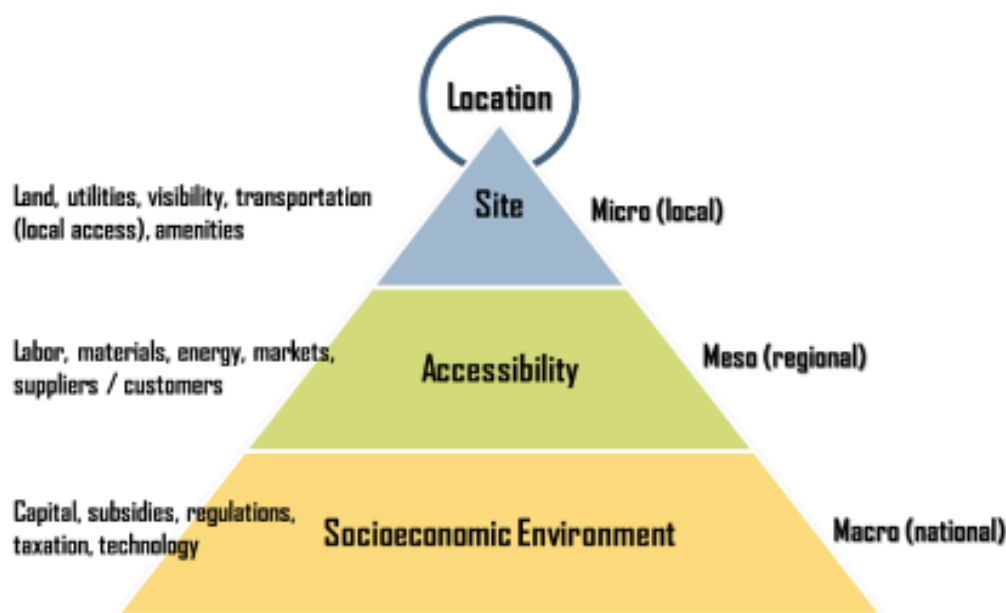 Location
Land, utilities, visibility, transportation
(local access), amenities
Site
Micro (local)
Labor, materials, energy, markets,
suppliers / customers
Accessibility
Meso (regional)
Capital, subsidies, regulations,
taxation, technology
Socioeconomic Environment
Macro (national)